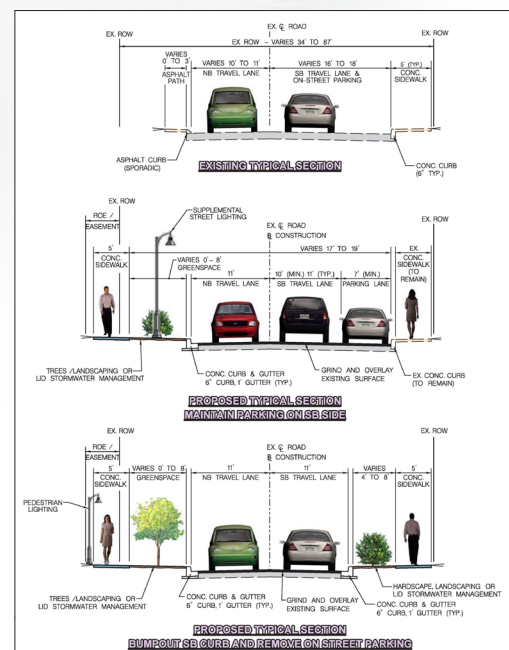 EX. ℄ ROAD
EX. ROW
EX. ROW
EX ROW - VARIES 34' TO 87'
VARIES
0' TO 3'
ASPHALT
PATH
VARIES 10' TO 11'
NB TRAVEL LANE
VARIES 16' TO 18'
SB TRAVEL LANE &
ON-STREET PARKING
5' (TYP.)
CONC.
SIDEWALK
ASPHALT CURB
(SPORADIC)
CONC. CURB
(6" TYP.)
EXISTING TYPICAL SECTION
ROE /
EASEMENT
EX. ROW
SUPPLEMENTAL
STREET LIGHTING
EX. ℄ ROAD
CONSTRUCTION
EX. ROW
5'
CONC.
SIDEWALK
VARIES 0'- 8'
GREENSPACE
11'
NB TRAVEL LANE
VARIES 17' TO 19'
10' (MIN.) 11' (TYP.)
SB TRAVEL LANE
7' (MIN.)
PARKING LANE
EX.
CONC.
SIDEWALK
(TO
REMAIN)
TREES /LANDSCAPING OR
LID STORMWATER MANAGEMENT
CONC. CURB & GUTTER
6" CURB, 1' GUTTER (TYP.)
GRIND AND OVERLAY
EXISTING SURFACE
EX. CONC. CURB
(TO REMAIN)
PROPOSED TYPICAL SECTION
MAINTAIN PARKING ON SB SIDE
EX. ROW
ROE /
EASEMENT
EX. ℄ ROAD
CONSTRUCTION
EX. ROW
5'
CONC.
SIDEWALK
VARIES 0' TO 8'
GREENSPACE
11'
NB TRAVEL LANE
11'
SB TRAVEL LANE
VARIES
4' TO 8'
5'
CONC.
SIDEWALK
PEDESTRIAN
LIGHTING
TREES /LANDSCAPING OR
LID STORMWATER MANAGEMENT
CONC. CURB & GUTTER
6" CURB, 1' GUTTER (TYP.)
GRIND AND OVERLAY
EXISTING SURFACE
HARDSCAPE, LANDSCAPING OR
LID STORMWATER MANAGEMENT
CONC. CURB & GUTTER
6" CURB, 1' GUTTER (TYP.)
PROPOSED TYPICAL SECTION
BUMPOUT SB CURB AND REMOVE ON STREET PARKING